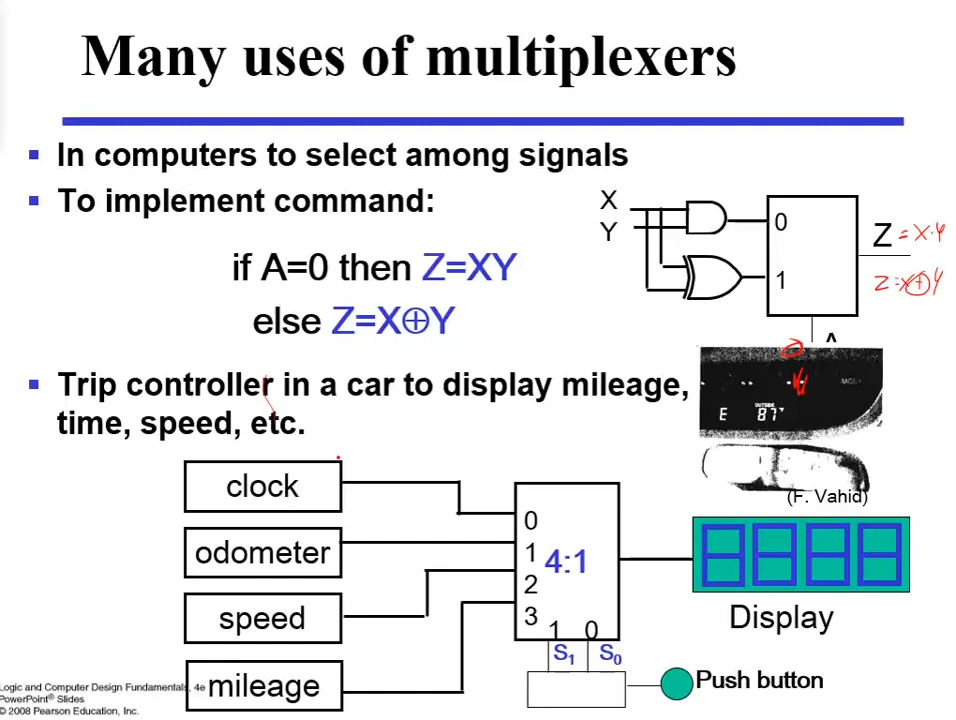 Many uses of multiplexers
▪ In computers to select among signals
▪ To implement command:
if A=0 then Z=XY
else Z=X⊕Y
X
Y
0
1
Z = X·Y
Z=X⊕Y
A
▪ Trip controller in a car to display mileage,
time, speed, etc.
OUTSIDE
E 87°
(F. Vahid)
clock
odometer
speed
mileage
0
1
2
3
4:1
1 0
S1 S0
Display
Push button
Logic and Computer Design Fundamentals, 4e
PowerPoint® Slides
© 2008 Pearson Education, Inc.